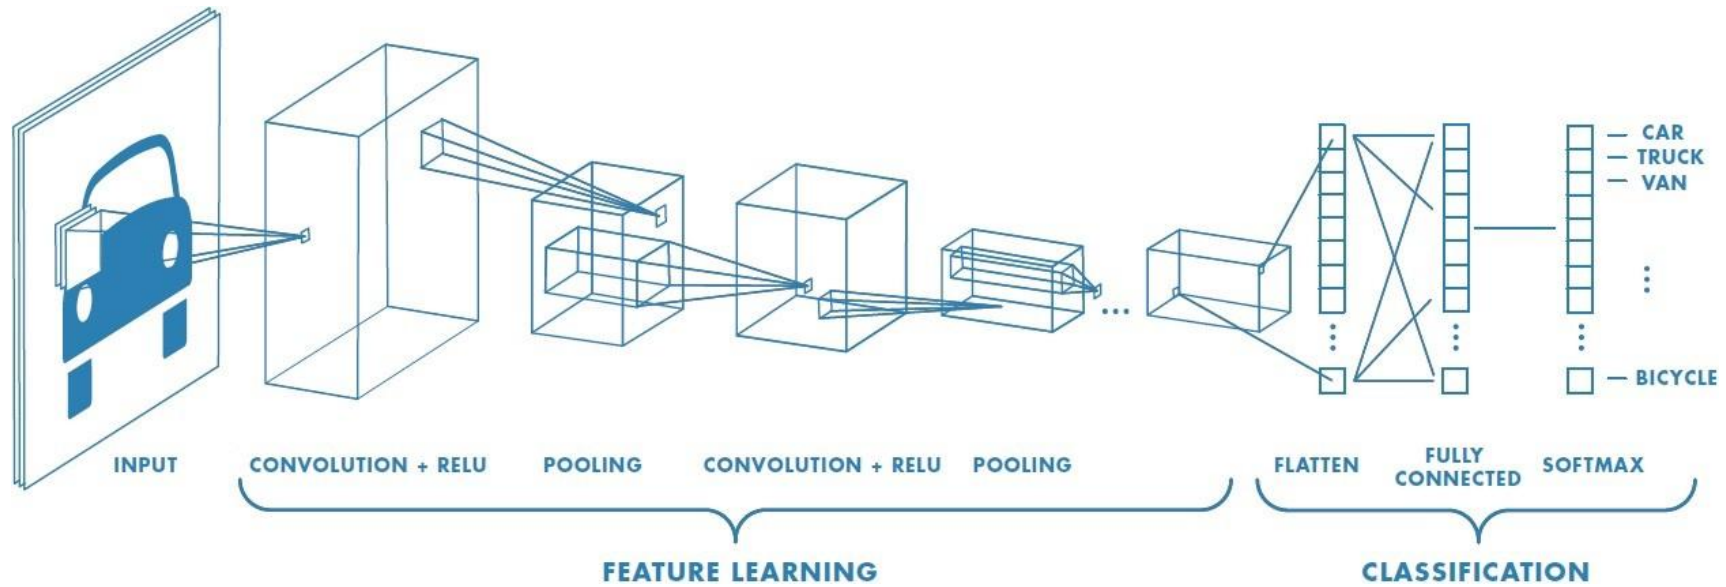 CAR
TRUCK
VAN
BICYCLE
INPUT
CONVOLUTION + RELU
POOLING
CONVOLUTION + RELU
POOLING
FLATTEN
FULLY
CONNECTED
SOFTMAX
FEATURE LEARNING
CLASSIFICATION